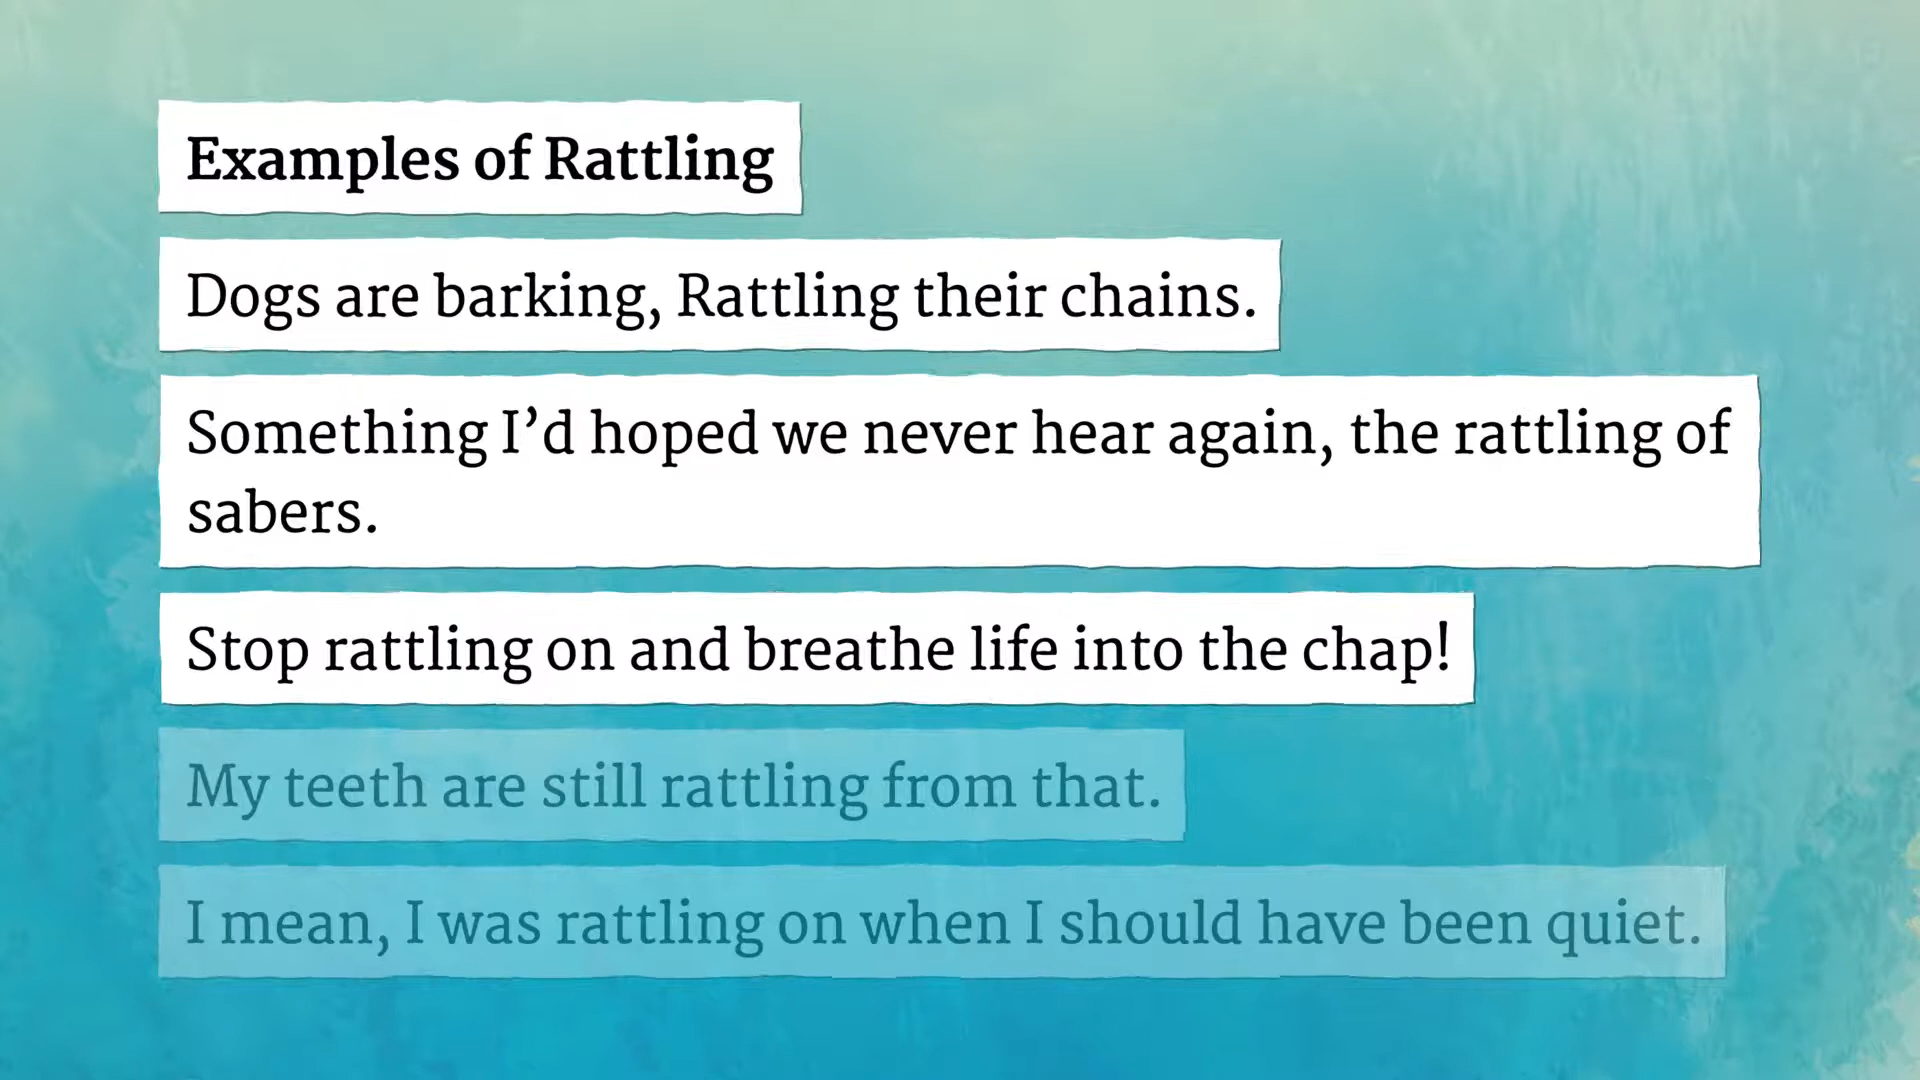 Examples of Rattling
Dogs are barking, Rattling their chains.
Something I’d hoped we never hear again, the rattling of
sabers.
Stop rattling on and breathe life into the chap!
My teeth are still rattling from that.
I mean, I was rattling on when I should have been quiet.